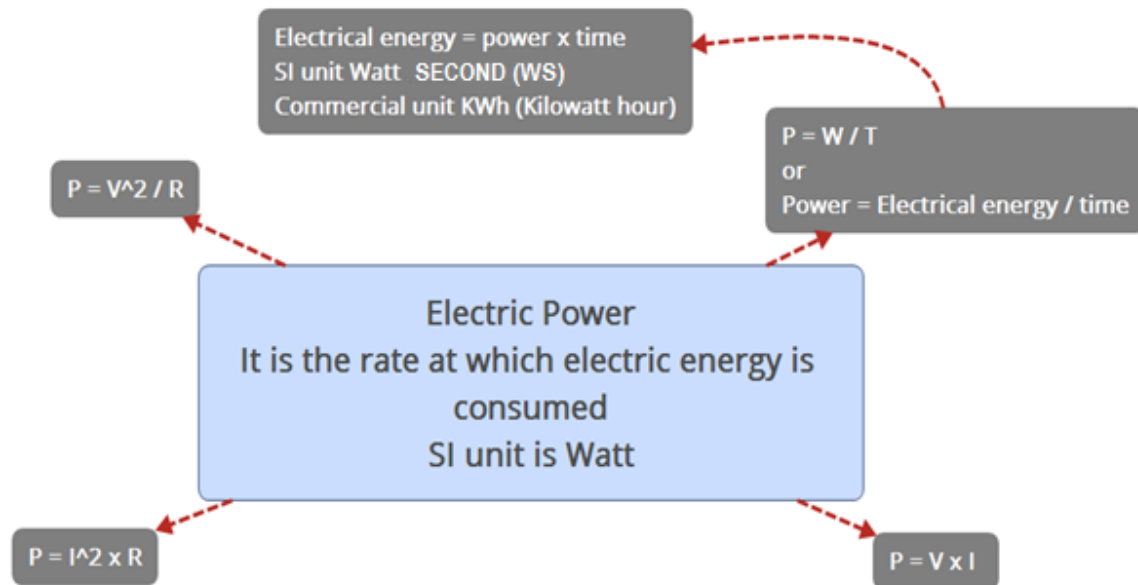 Electrical energy = power x time
SI unit Watt SECOND (WS)
Commercial unit KWh (Kilowatt hour)
P = W / T
or
Power = Electrical energy / time
P = V^2 / R
Electric Power
It is the rate at which electric energy is
consumed
SI unit is Watt
P = I^2 x R
P = V x I